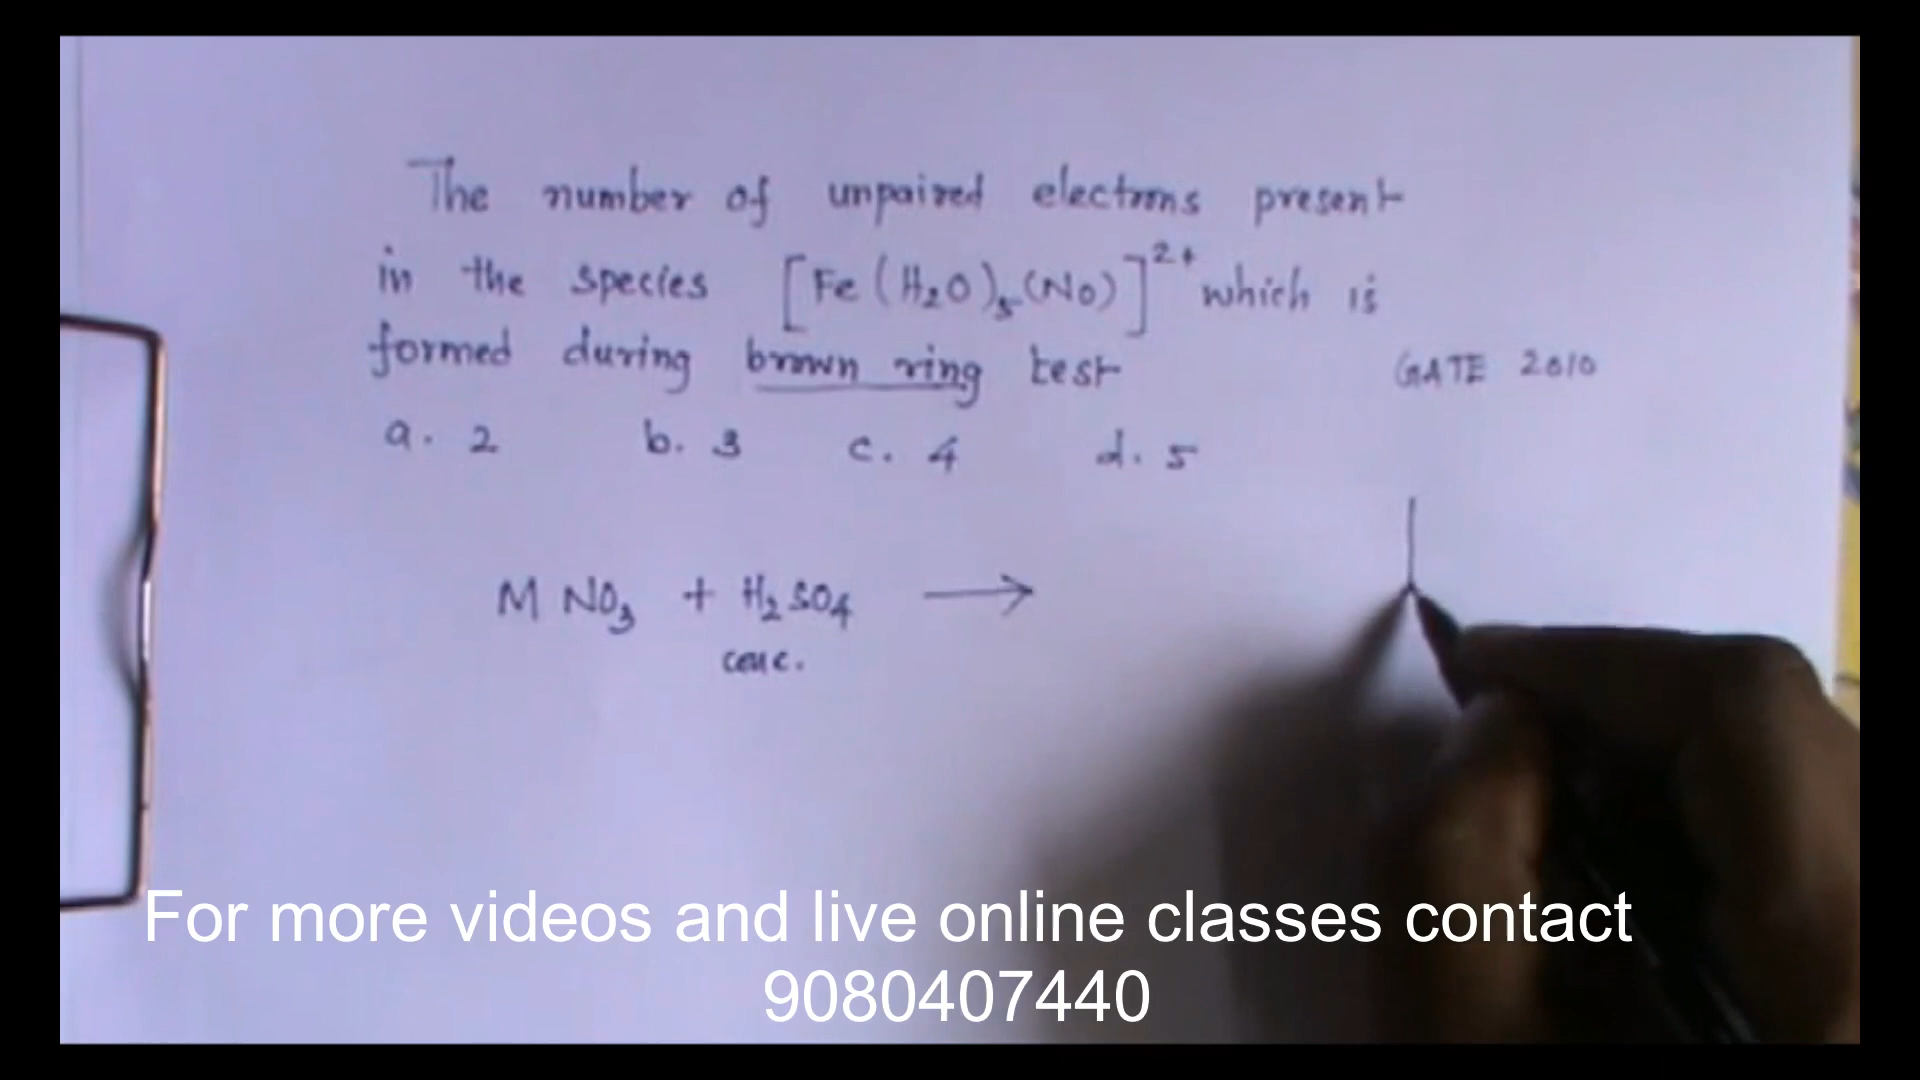 The number of unpaired electrons present
in the species [Fe(H₂O)₅(NO)]²⁺ which is
formed during brown ring test
GATE 2010
a. 2 b. 3 c. 4 d. 5
M NO₃ + H₂SO₄ →
conc.
For more videos and live online classes contact
9080407440